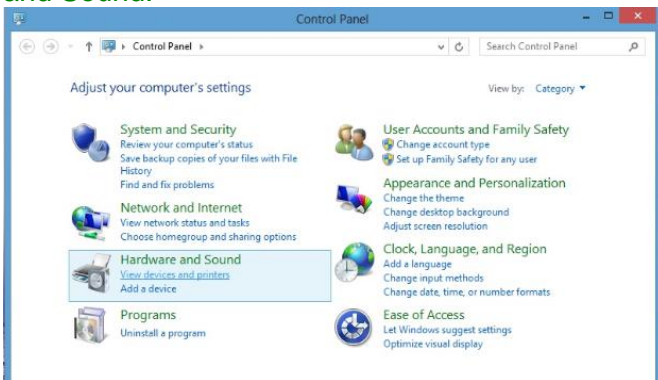 and Sound.
Control Panel
Control Panel
Search Control Panel
Adjust your computer's settings
View by: Category
System and Security
Review your computer's status
Save backup copies of your files with File
History
Find and fix problems
Network and Internet
View network status and tasks
Choose homegroup and sharing options
Hardware and Sound
View devices and printers
Add a device
Programs
Uninstall a program
User Accounts and Family Safety
Change account type
Set up Family Safety for any user
Appearance and Personalization
Change the theme
Change desktop background
Adjust screen resolution
Clock, Language, and Region
Add a language
Change input methods
Change date, time, or number formats
Ease of Access
Let Windows suggest settings
Optimize visual display